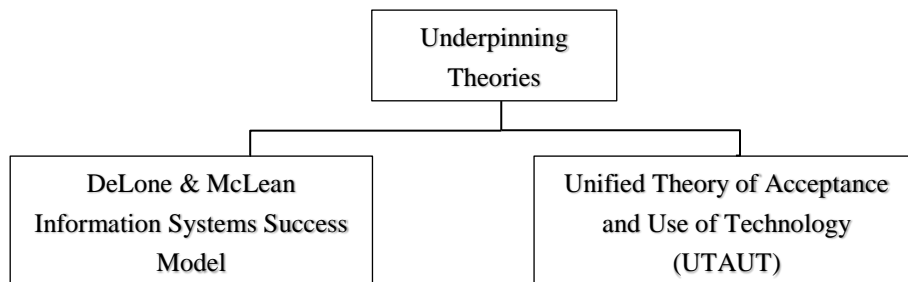 Underpinning
Theories
DeLone & McLean
Information Systems Success
Model
Unified Theory of Acceptance
and Use of Technology
(UTAUT)